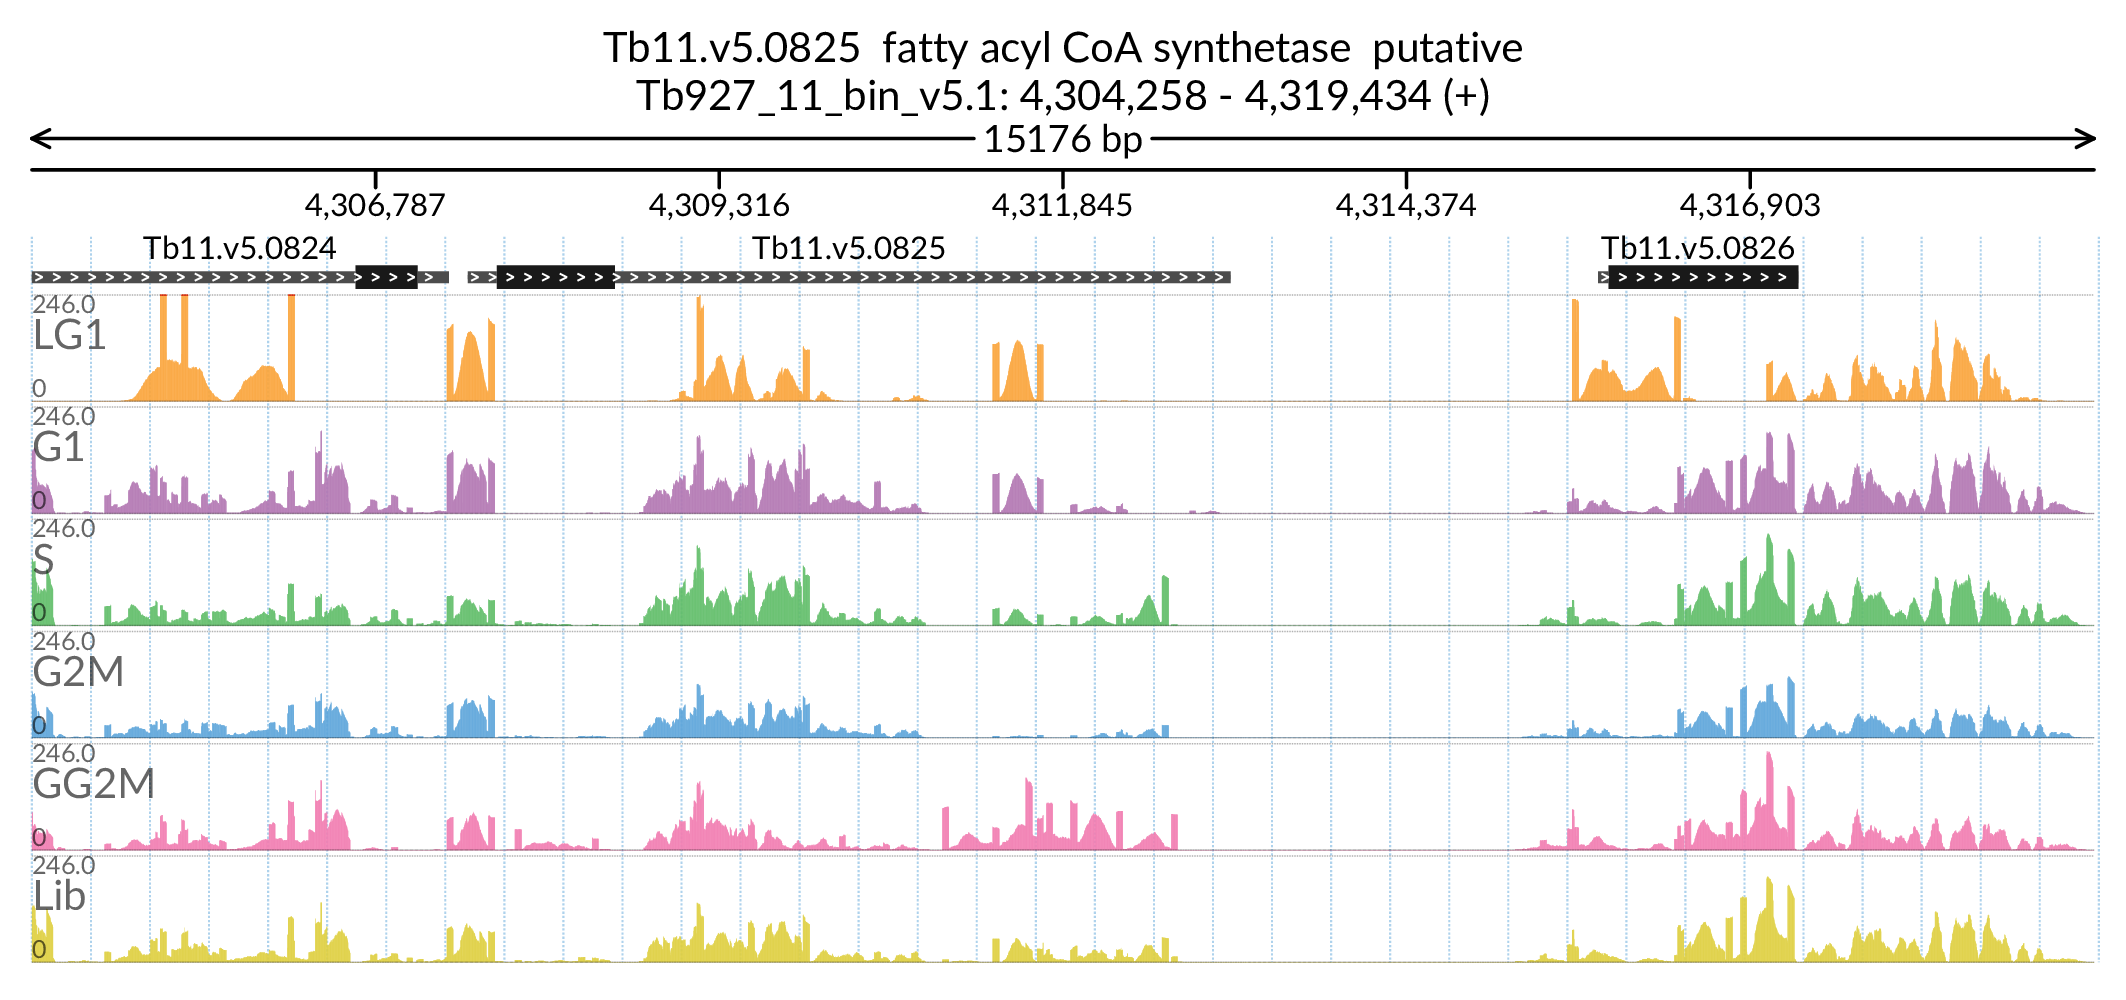 Tb11.v5.0825 fatty acyl CoA synthetase putative
Tb927_11_bin_v5.1: 4,304,258 - 4,319,434 (+)
15176 bp
4,306,787 4,309,316 4,311,845 4,314,374 4,316,903
Tb11.v5.0824 Tb11.v5.0825 Tb11.v5.0826
246.0
LG1
0
246.0
G1
0
246.0
S
0
246.0
G2M
0
246.0
GG2M
0
246.0
Lib
0